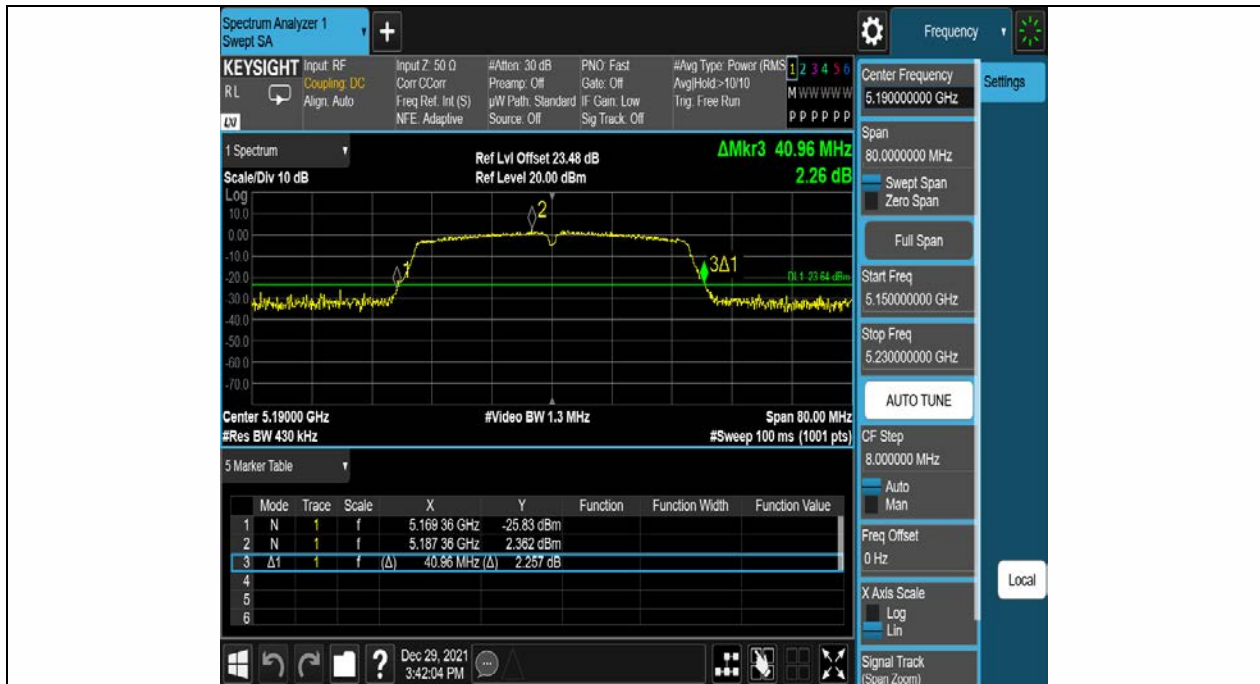 Spectrum Analyzer 1
Swept SA
+
Frequency
KEYSIGHT
RL
LXI
Input: RF
Coupling: DC
Align: Auto
Input Z: 50 Ω
Corr CCorr
Freq Ref: Int (S)
NFE: Adaptive
#Atten: 30 dB
Preamp: Off
µW Path: Standard
Source: Off
PNO: Fast
Gate: Off
IF Gain: Low
Sig Track: Off
#Avg Type: Power (RMS
Avg|Hold:>10/10
Trig: Free Run
1 2 3 4 5 6
M W W W W W
P P P P P P
1 Spectrum
Scale/Div 10 dB
Ref Lvl Offset 23.48 dB
Ref Level 20.00 dBm
ΔMkr3 40.96 MHz
2.26 dB
Log
10.0
0.00
-10.0
-20.0
-30.0
-40.0
-50.0
-60.0
-70.0
1
2
3Δ1
DL1 -23.64 dBm
Center 5.19000 GHz
#Video BW 1.3 MHz
Span 80.00 MHz
#Res BW 430 kHz
#Sweep 100 ms (1001 pts)
5 Marker Table
Mode Trace Scale X Y Function Function Width Function Value
1 N 1 f 5.169 36 GHz -25.83 dBm
2 N 1 f 5.187 36 GHz 2.362 dBm
3 Δ1 1 f (Δ) 40.96 MHz (Δ) 2.257 dB
4
5
6
?
Dec 29, 2021
3:42:04 PM
Center Frequency
5.190000000 GHz
Span
80.0000000 MHz
Swept Span
Zero Span
Full Span
Start Freq
5.150000000 GHz
Stop Freq
5.230000000 GHz
AUTO TUNE
CF Step
8.000000 MHz
Auto
Man
Freq Offset
0 Hz
X Axis Scale
Log
Lin
Signal Track
(Span Zoom)
Settings
Local